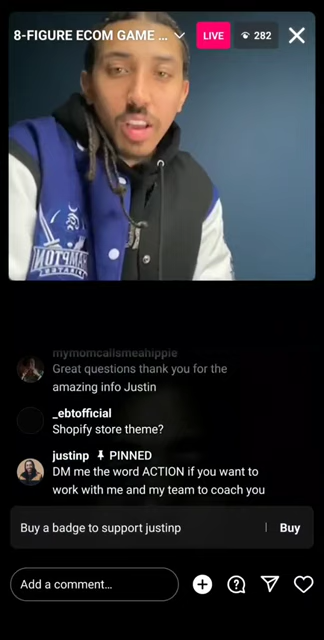 8-FIGURE ECOM GAME ...
LIVE
282
HAMPTON
PIRATES
mymomcallsmeahippie
Great questions thank you for the
amazing info Justin
_ebtofficial
Shopify store theme?
justinp PINNED
DM me the word ACTION if you want to
work with me and my team to coach you
Buy a badge to support justinp
Buy
Add a comment...